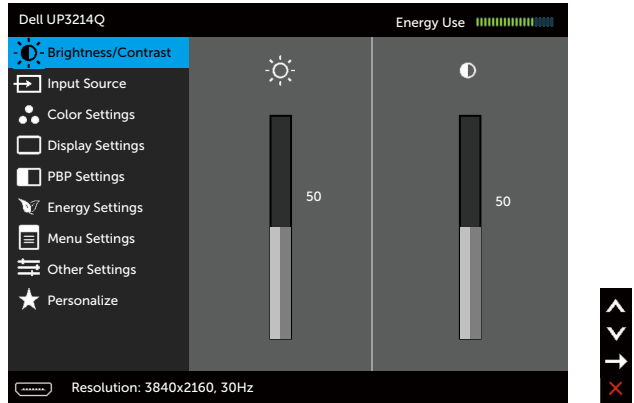 Dell UP3214Q
Energy Use
Brightness/Contrast
Input Source
Color Settings
Display Settings
PBP Settings
Energy Settings
Menu Settings
Other Settings
Personalize
50
50
Resolution: 3840x2160, 30Hz